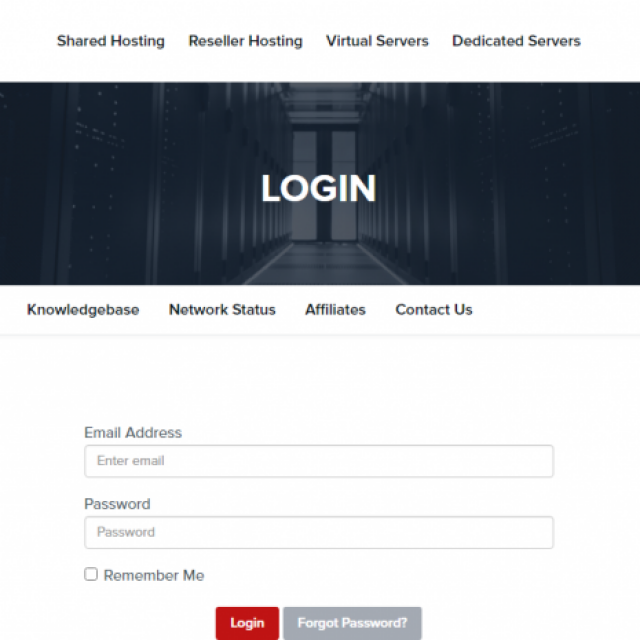 Shared Hosting Reseller Hosting Virtual Servers Dedicated Servers
LOGIN
Knowledgebase Network Status Affiliates Contact Us
Email Address
Enter email
Password
Password
Remember Me
Login Forgot Password?